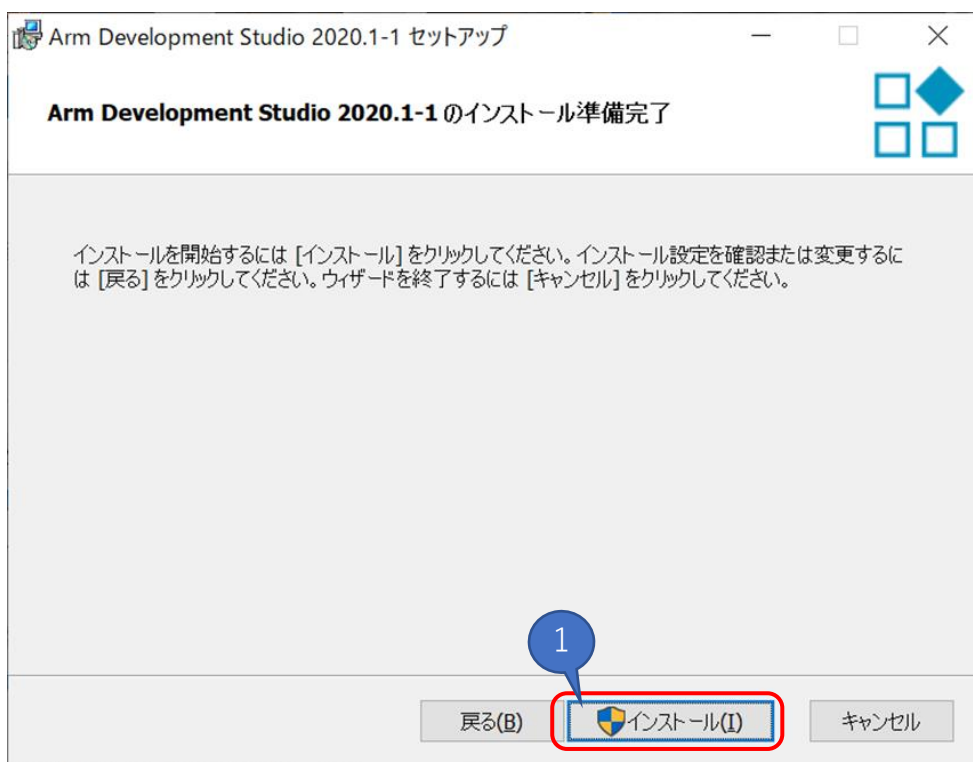 Arm Development Studio 2020.1-1 セットアップ
Arm Development Studio 2020.1-1 のインストール準備完了
インストールを開始するには [インストール] をクリックしてください。インストール設定を確認または変更するに
は [戻る] をクリックしてください。ウィザードを終了するには [キャンセル] をクリックしてください。
1
戻る(B) インストール(I) キャンセル